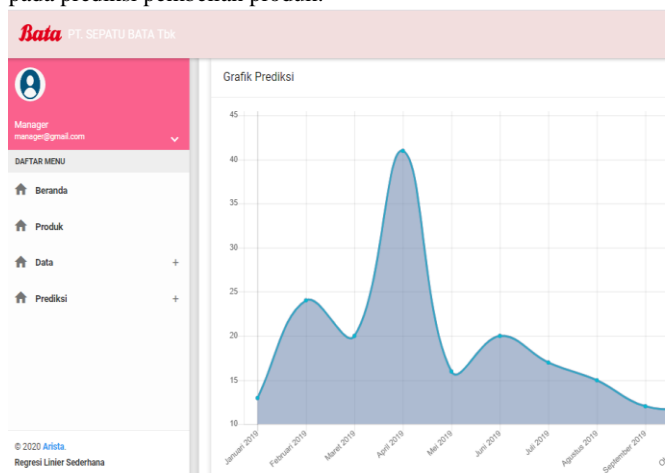 pada prediksi pembelian produk.
Bata PT. SEPATU BATA Tbk
Manager
manager@gmail.com
DAFTAR MENU
Beranda
Produk
Data +
Prediksi +
© 2020 Arista.
Regresi Linier Sederhana
Grafik Prediksi
45
40
35
30
25
20
15
10
Januari 2019
Februari 2019
Maret 2019
April 2019
Mei 2019
Juni 2019
Juli 2019
Agustus 2019
September 2019